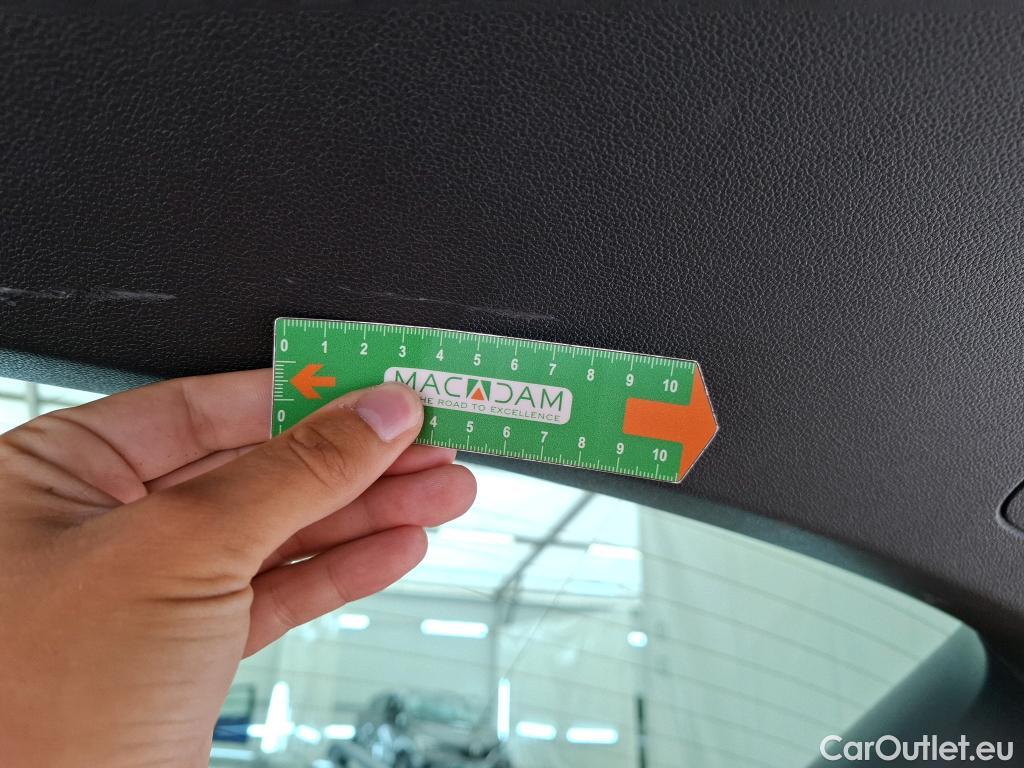 0 1 2 3 4 5 6 7 8 9 10
MACADAM
HE ROAD TO EXCELLENCE
0 4 5 6 7 8 9 10
CarOutlet.eu